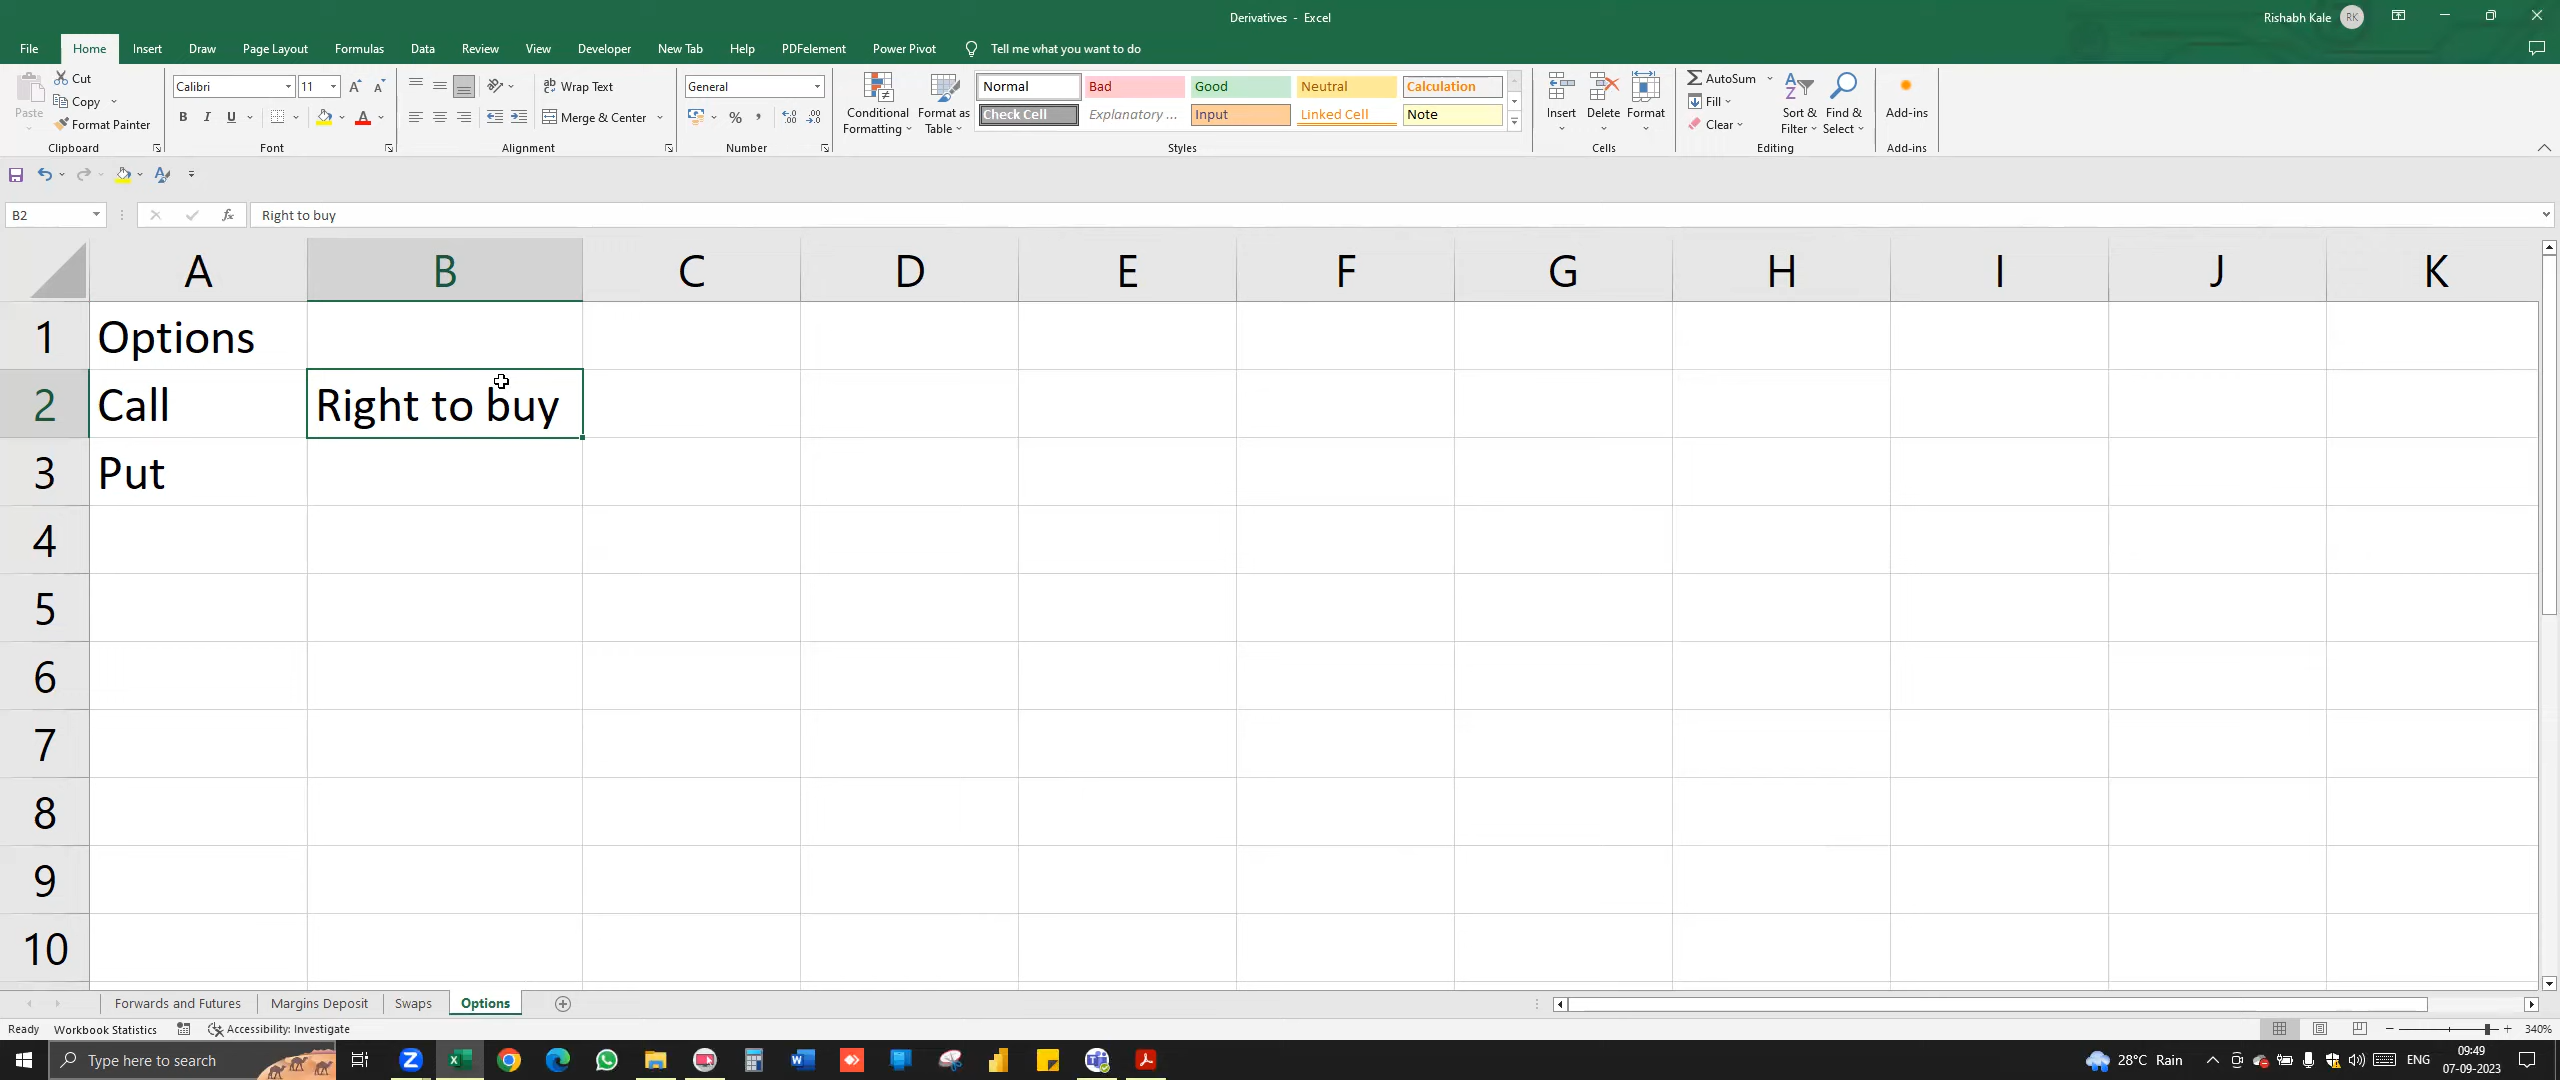 Derivatives - Excel
Rishabh Kale RK
File Home Insert Draw Page Layout Formulas Data Review View Developer New Tab Help PDFelement Power Pivot Tell me what you want to do
Paste Cut Copy Format Painter Clipboard
Calibri 11 A A B I U A Font
Wrap Text Merge & Center Alignment
General % , .00 Number
Conditional Formatting Format as Table
Normal Bad Good Neutral Calculation
Check Cell Explanatory ... Input Linked Cell Note
Styles
Insert Delete Format
Cells
AutoSum Fill Clear Sort & Filter Find & Select
Editing
Add-ins
Add-ins
B2 fx Right to buy
A B C D E F G H I J K
1 Options
2 Call Right to buy
3 Put
4
5
6
7
8
9
10
Forwards and Futures Margins Deposit Swaps Options
Ready Workbook Statistics Accessibility: Investigate 340%
Type here to search
28°C Rain ENG 09:49
07-09-2023